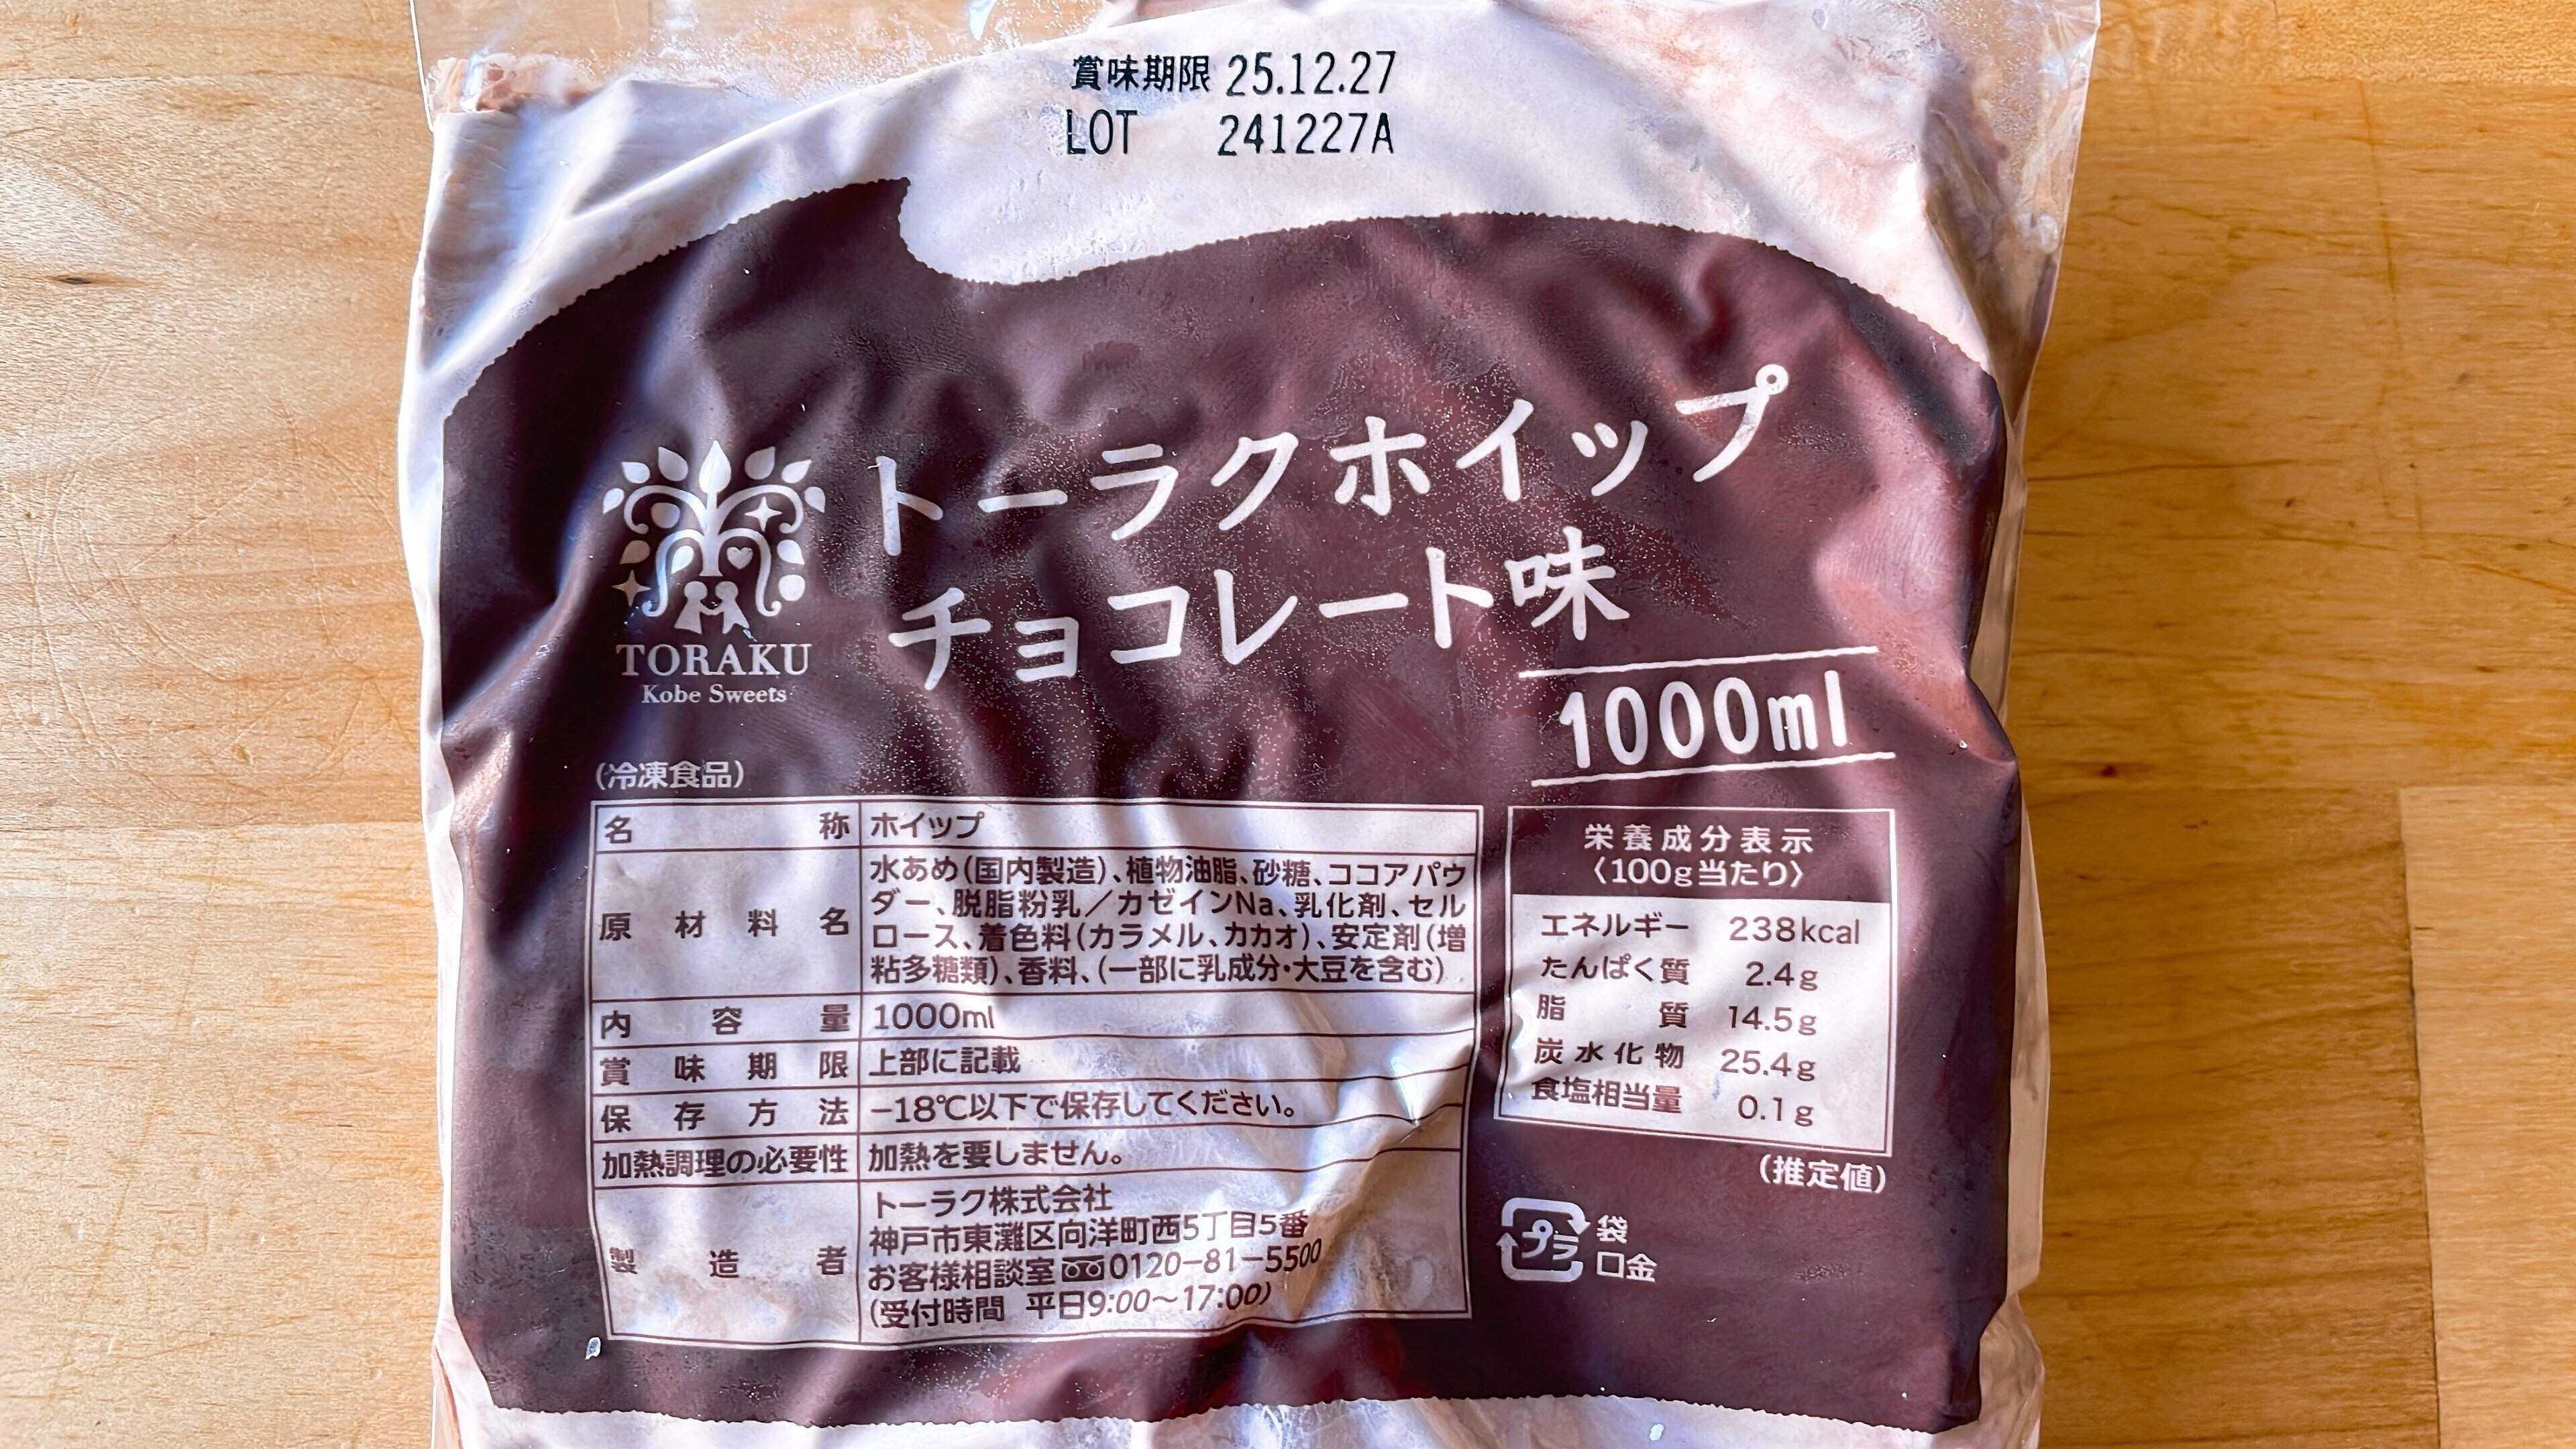 賞味期限 25.12.27
LOT 241227A
トーラクホイップ
チョコレート味
1000ml
TORAKU
Kobe Sweets
(冷凍食品)
名称 ホイップ
原材料名 水あめ(国内製造)、植物油脂、砂糖、ココアパウ
ダー、脱脂粉乳/カゼインNa、乳化剤、セル
ロース、着色料(カラメル、カカオ)、安定剤(増
粘多糖類)、香料、(一部に乳成分・大豆を含む)
内容量 1000ml
賞味期限 上部に記載
保存方法 −18℃以下で保存してください。
加熱調理の必要性 加熱を要しません。
製造者 トーラク株式会社
神戸市東灘区向洋町西5丁目5番
お客様相談室 0120−81−5500
(受付時間 平日9:00〜17:00)
栄養成分表示
〈100g当たり〉
エネルギー 238kcal
たんぱく質 2.4g
脂質 14.5g
炭水化物 25.4g
食塩相当量 0.1g
(推定値)
プラ
袋
口金